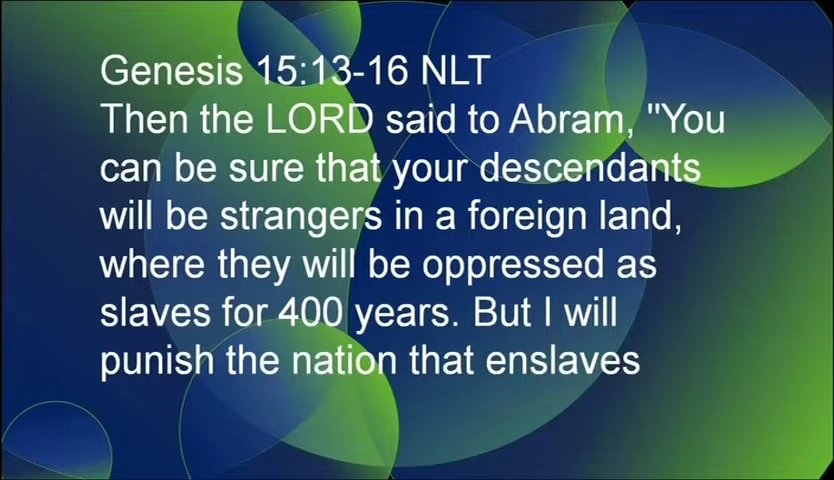 Genesis 15:13-16 NLT
Then the LORD said to Abram, "You
can be sure that your descendants
will be strangers in a foreign land,
where they will be oppressed as
slaves for 400 years. But I will
punish the nation that enslaves